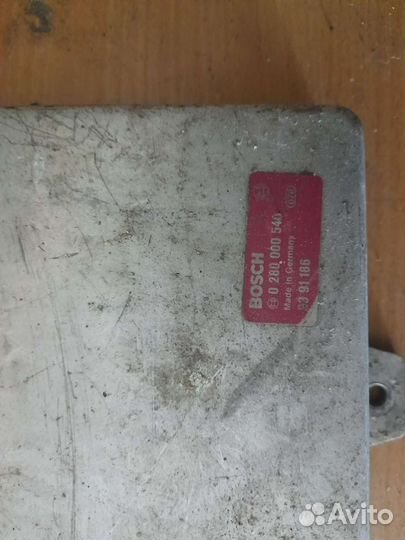 BOSCH
0 280 000 540
Made in Germany
93 91 186
Avito